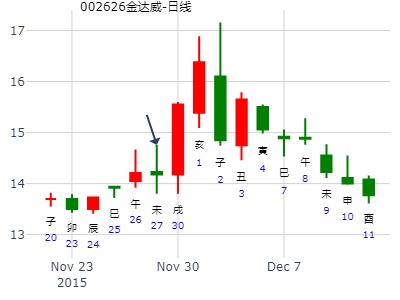 002626金达威-日线
17
16
15
14
13
子
20
卯
23
辰
24
巳
25
午
26
未
27
戌
30
亥
1
子
2
丑
3
寅
4
巳
7
午
8
未
9
申
10
酉
11
Nov 23
2015
Nov 30
Dec 7